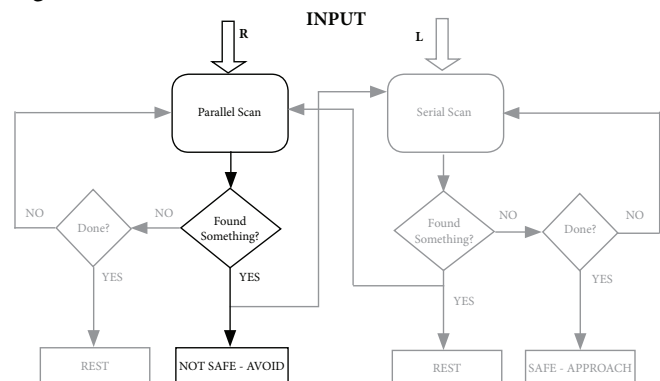 INPUT
R
L
Parallel Scan
Serial Scan
NO
Done?
NO
Found
Something?
Found
Something?
NO
Done?
NO
YES
YES
YES
YES
REST
NOT SAFE - AVOID
REST
SAFE - APPROACH